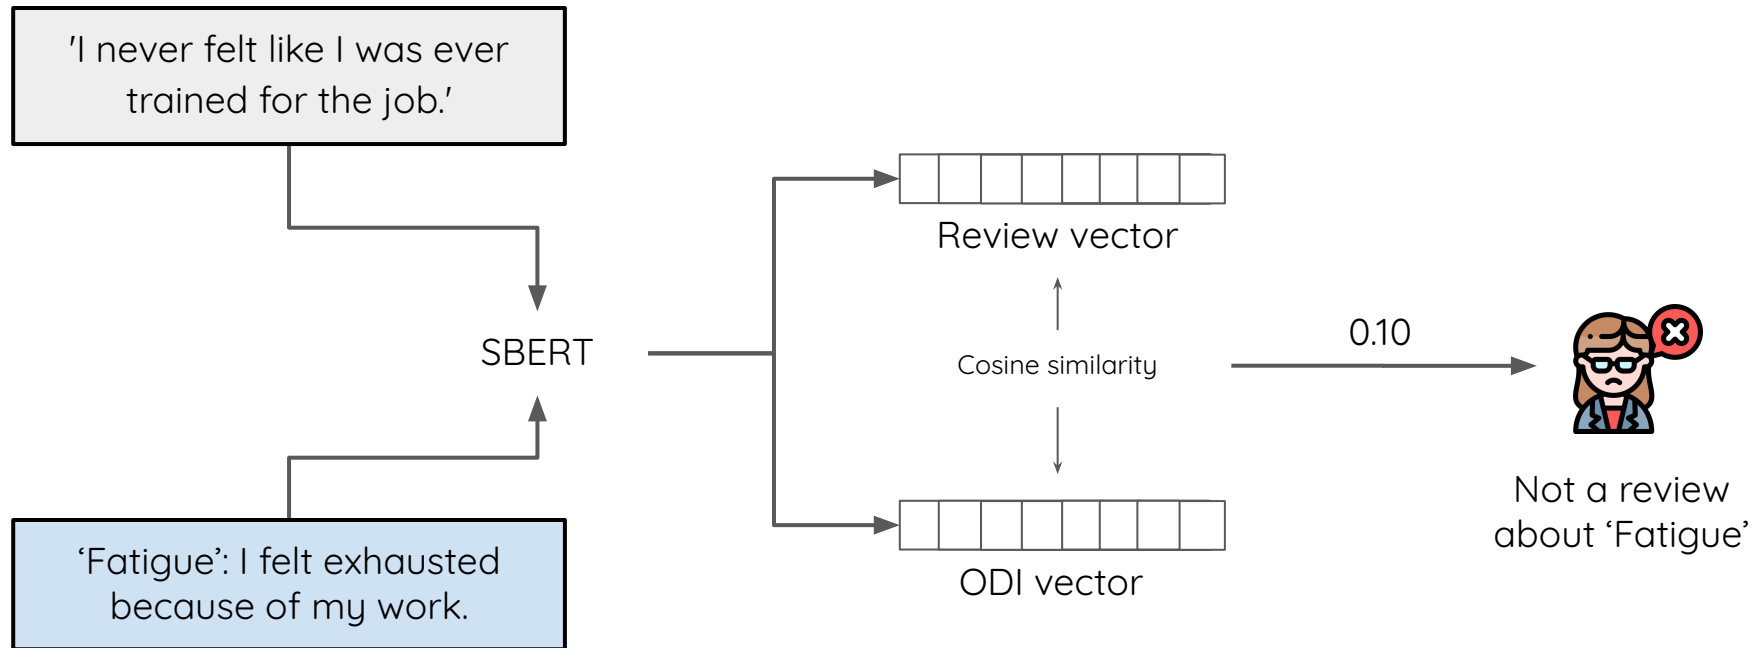 'I never felt like I was ever
trained for the job.'
Review vector
SBERT
Cosine similarity
0.10
Not a review
about ‘Fatigue’
‘Fatigue’: I felt exhausted
because of my work.
ODI vector